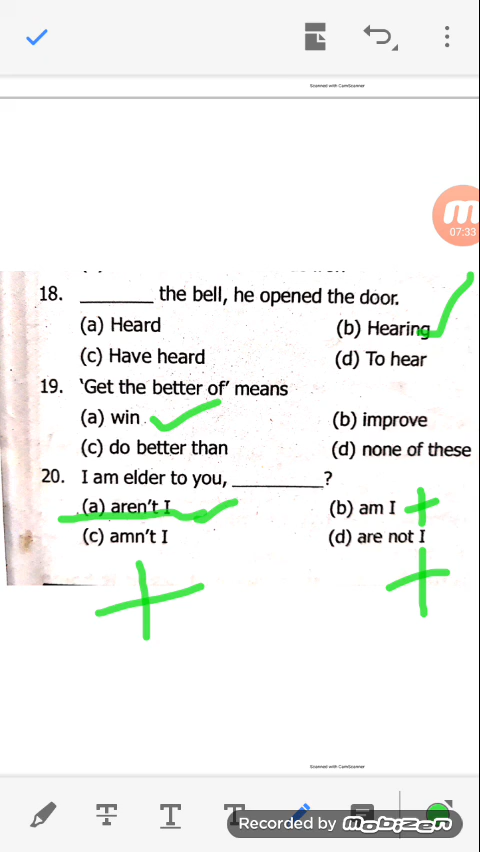 Scanned with CamScanner
07:33
18. ________ the bell, he opened the door.
(a) Heard (b) Hearing
(c) Have heard (d) To hear
19. ‘Get the better of’ means
(a) win (b) improve
(c) do better than (d) none of these
20. I am elder to you, __________?
(a) aren't I (b) am I
(c) amn't I (d) are not I
Scanned with CamScanner
T T T
Recorded by mobizen